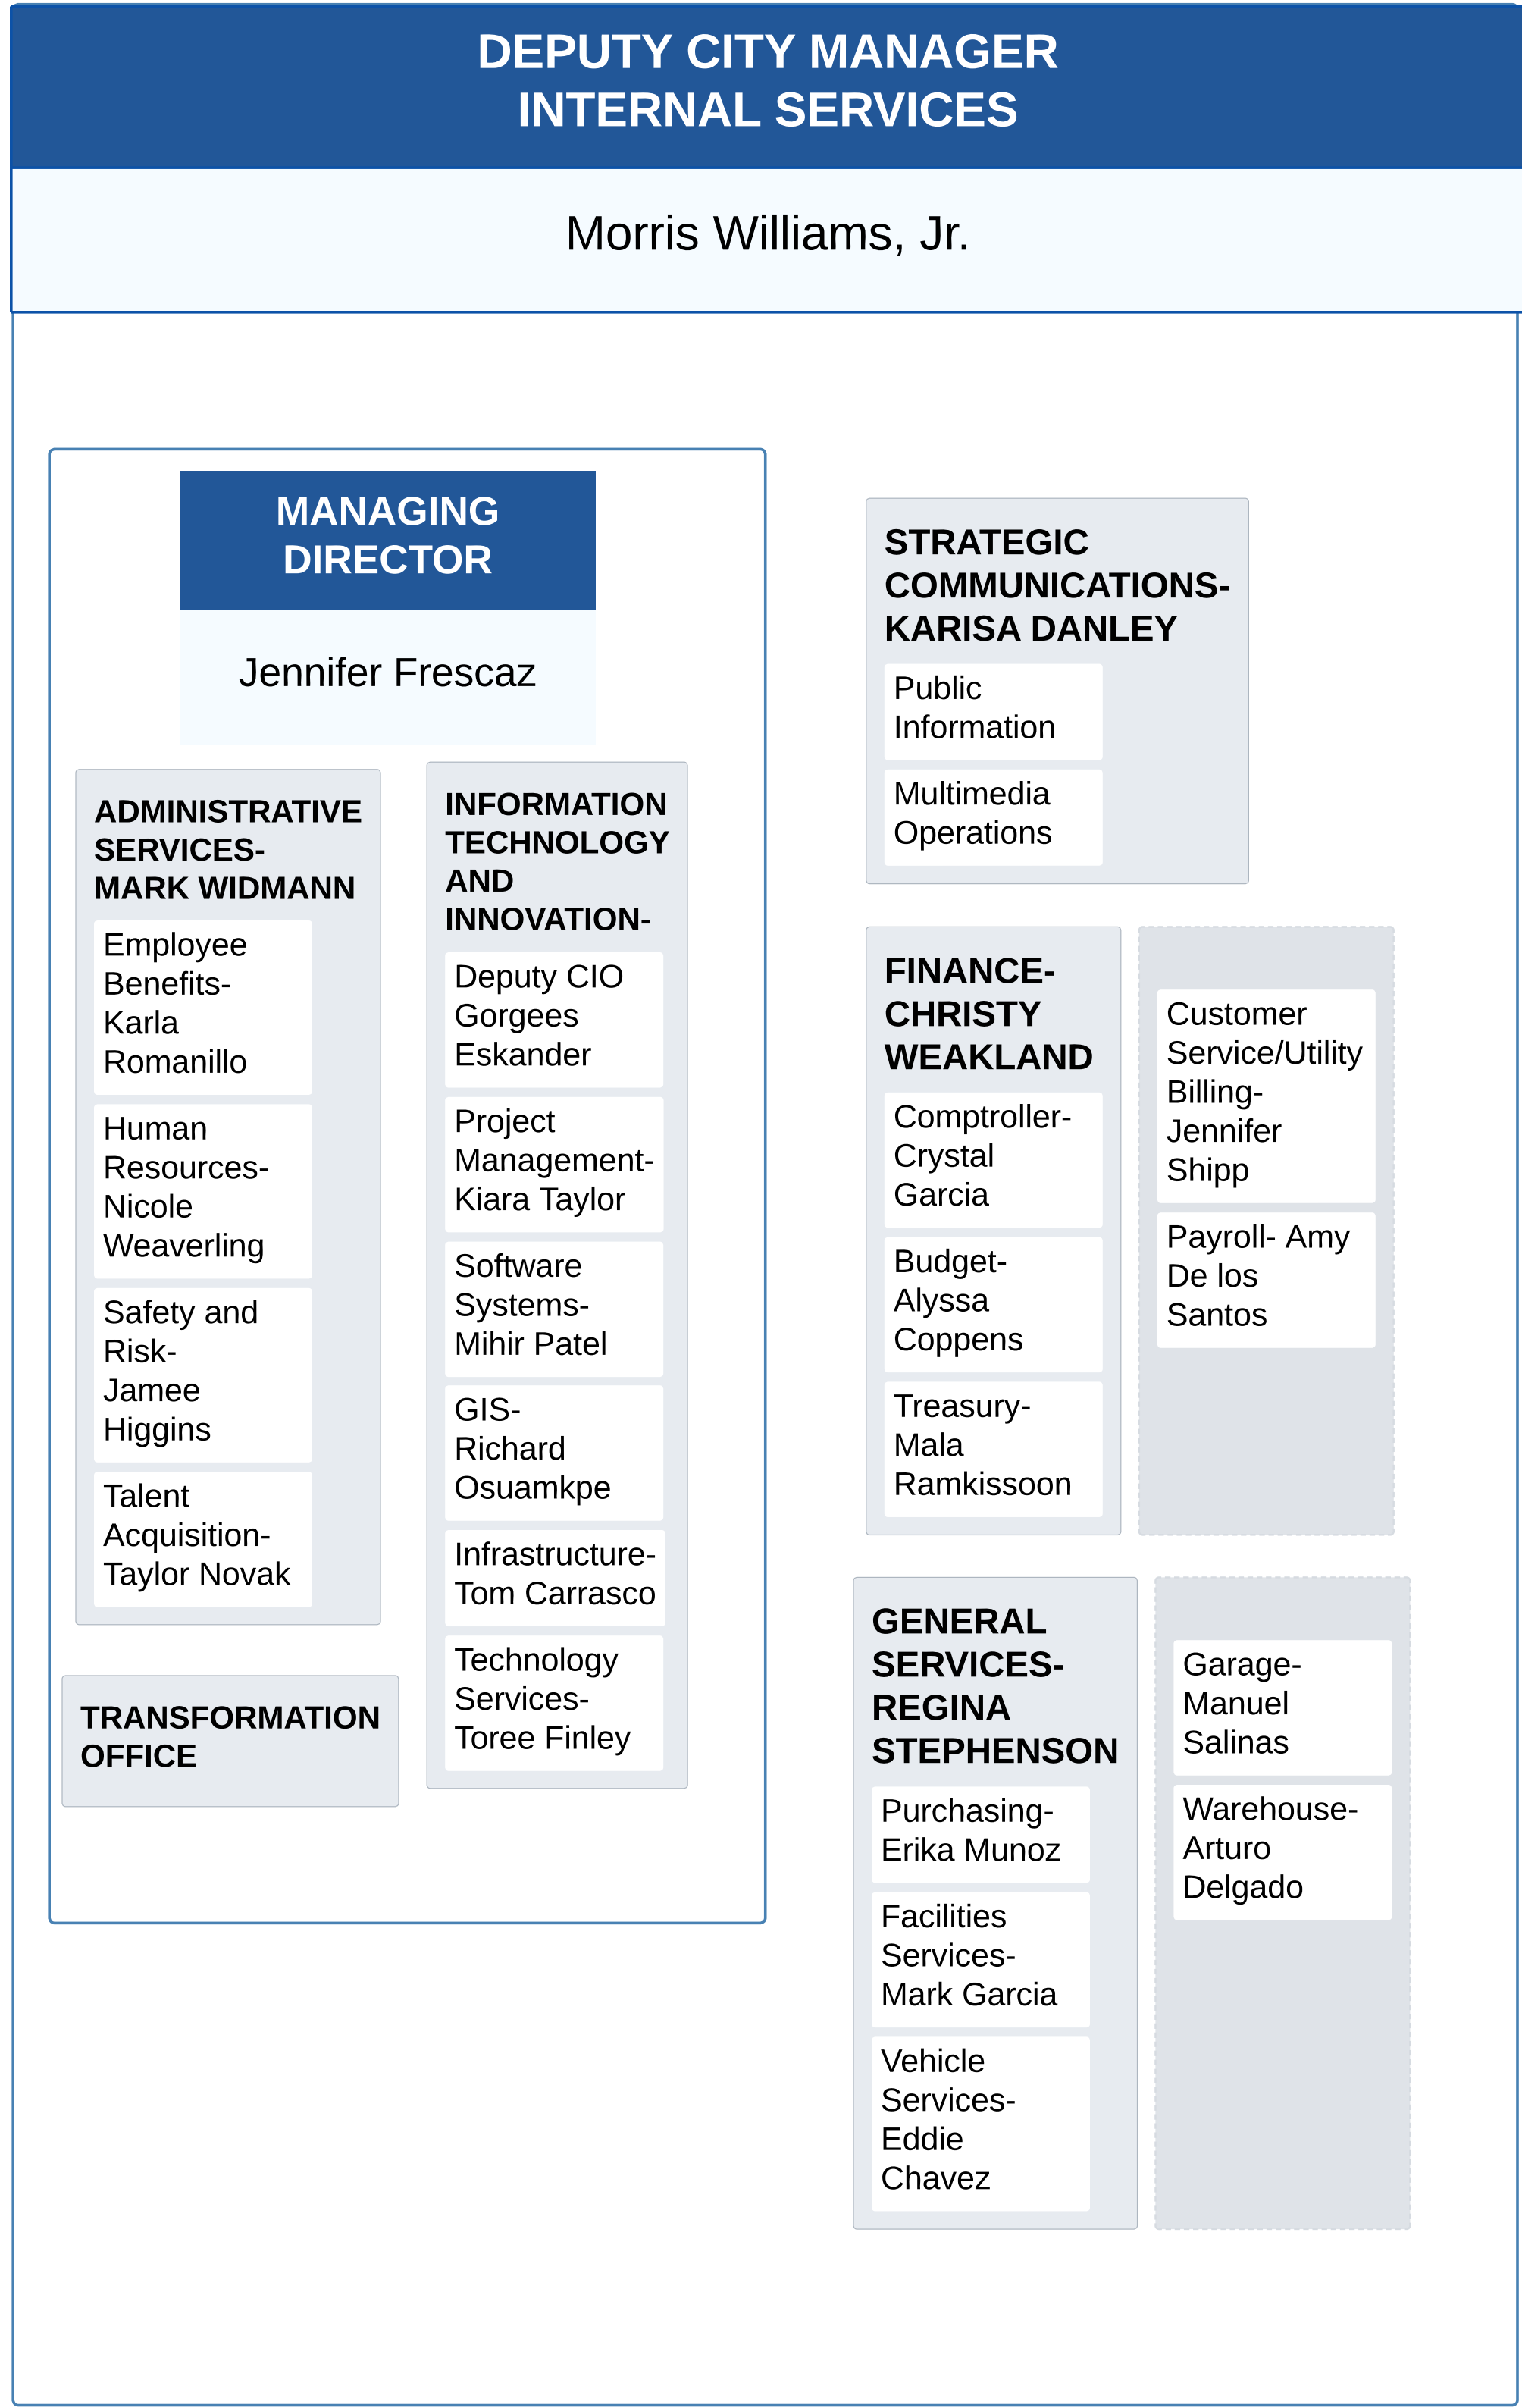 DEPUTY CITY MANAGER
INTERNAL SERVICES
Morris Williams, Jr.
MANAGING
DIRECTOR
Jennifer Frescaz
ADMINISTRATIVE
SERVICES-
MARK WIDMANN
Employee
Benefits-
Karla
Romanillo
Human
Resources-
Nicole
Weaverling
Safety and
Risk-
Jamee
Higgins
Talent
Acquisition-
Taylor Novak
TRANSFORMATION
OFFICE
INFORMATION
TECHNOLOGY
AND
INNOVATION-
Deputy CIO
Gorgees
Eskander
Project
Management-
Kiara Taylor
Software
Systems-
Mihir Patel
GIS-
Richard
Osuamkpe
Infrastructure-
Tom Carrasco
Technology
Services-
Toree Finley
STRATEGIC
COMMUNICATIONS-
KARISA DANLEY
Public
Information
Multimedia
Operations
FINANCE-
CHRISTY
WEAKLAND
Comptroller-
Crystal
Garcia
Budget-
Alyssa
Coppens
Treasury-
Mala
Ramkissoon
Customer
Service/Utility
Billing-
Jennifer
Shipp
Payroll- Amy
De los
Santos
GENERAL
SERVICES-
REGINA
STEPHENSON
Purchasing-
Erika Munoz
Facilities
Services-
Mark Garcia
Vehicle
Services-
Eddie
Chavez
Garage-
Manuel
Salinas
Warehouse-
Arturo
Delgado